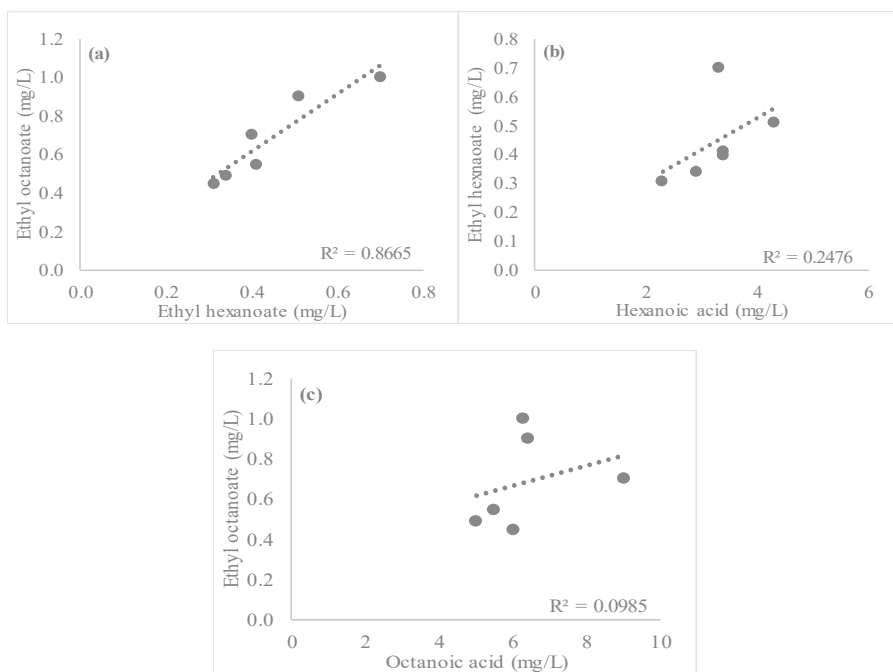 (a)
Ethyl octanoate (mg/L)
1.2
1.0
0.8
0.6
0.4
0.2
0.0
R² = 0.8665
0.0 0.2 0.4 0.6 0.8
Ethyl hexanoate (mg/L)
(b)
Ethyl hexnaoate (mg/L)
0.8
0.7
0.6
0.5
0.4
0.3
0.2
0.1
0.0
R² = 0.2476
0 2 4 6
Hexanoic acid (mg/L)
(c)
Ethyl octanoate (mg/L)
1.2
1.0
0.8
0.6
0.4
0.2
0.0
R² = 0.0985
0 2 4 6 8 10
Octanoic acid (mg/L)